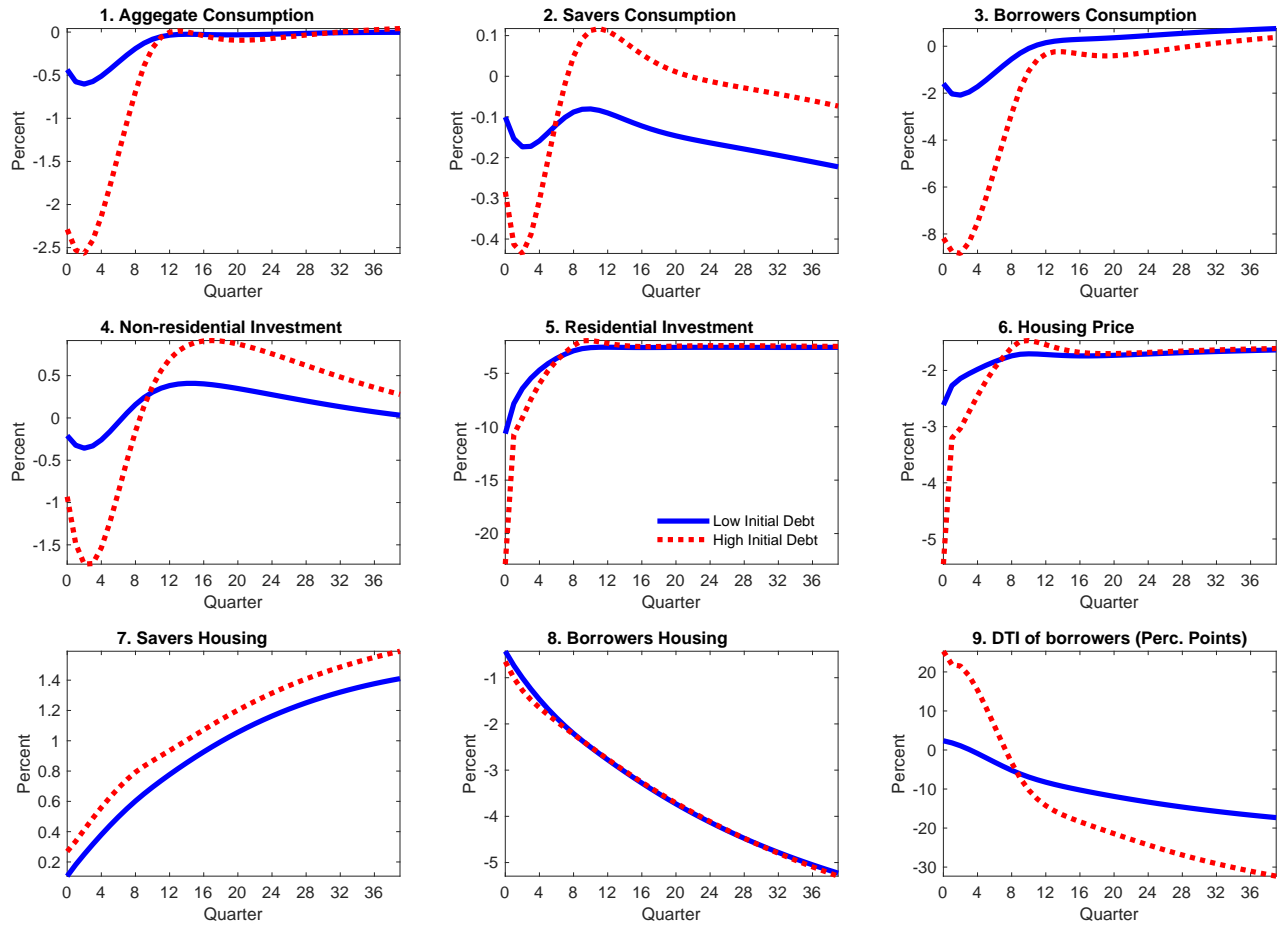 1. Aggegate Consumption
0
-0.5
-1
-1.5
-2
-2.5
Percent
0 4 8 12 16 20 24 28 32 36
Quarter
2. Savers Consumption
0.1
0
-0.1
-0.2
-0.3
-0.4
Percent
0 4 8 12 16 20 24 28 32 36
Quarter
3. Borrowers Consumption
0
-2
-4
-6
-8
Percent
0 4 8 12 16 20 24 28 32 36
Quarter
4. Non-residential Investment
0.5
0
-0.5
-1
-1.5
Percent
0 4 8 12 16 20 24 28 32 36
Quarter
5. Residential Investment
-5
-10
-15
-20
Percent
Low Initial Debt
High Initial Debt
0 4 8 12 16 20 24 28 32 36
Quarter
6. Housing Price
-2
-3
-4
-5
Percent
0 4 8 12 16 20 24 28 32 36
Quarter
7. Savers Housing
1.4
1.2
1
0.8
0.6
0.4
0.2
Percent
0 4 8 12 16 20 24 28 32 36
Quarter
8. Borrowers Housing
-1
-2
-3
-4
-5
Percent
0 4 8 12 16 20 24 28 32 36
Quarter
9. DTI of borrowers (Perc. Points)
20
10
0
-10
-20
-30
Percent
0 4 8 12 16 20 24 28 32 36
Quarter